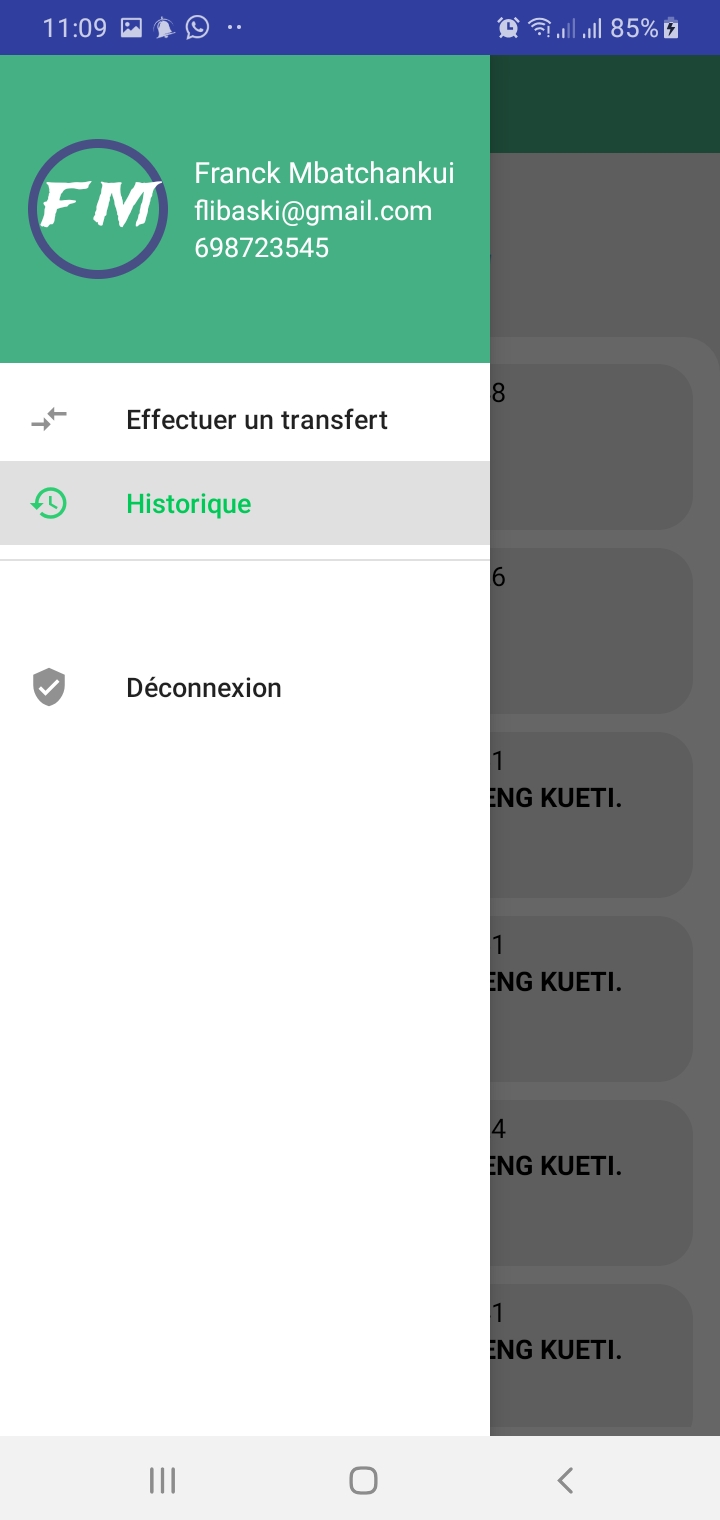 11:09
85%
FM
Franck Mbatchankui
flibaski@gmail.com
698723545
Effectuer un transfert
Historique
Déconnexion
8
6
1
ENG KUETI.
1
ENG KUETI.
4
ENG KUETI.
1
ENG KUETI.